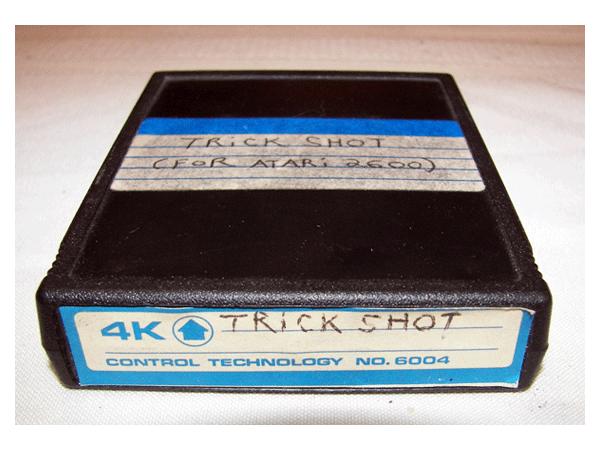 TRiCK SHOT
(FOR ATARi 2600)
4K TRiCK SHOT
CONTROL TECHNOLOGY NO. 6004